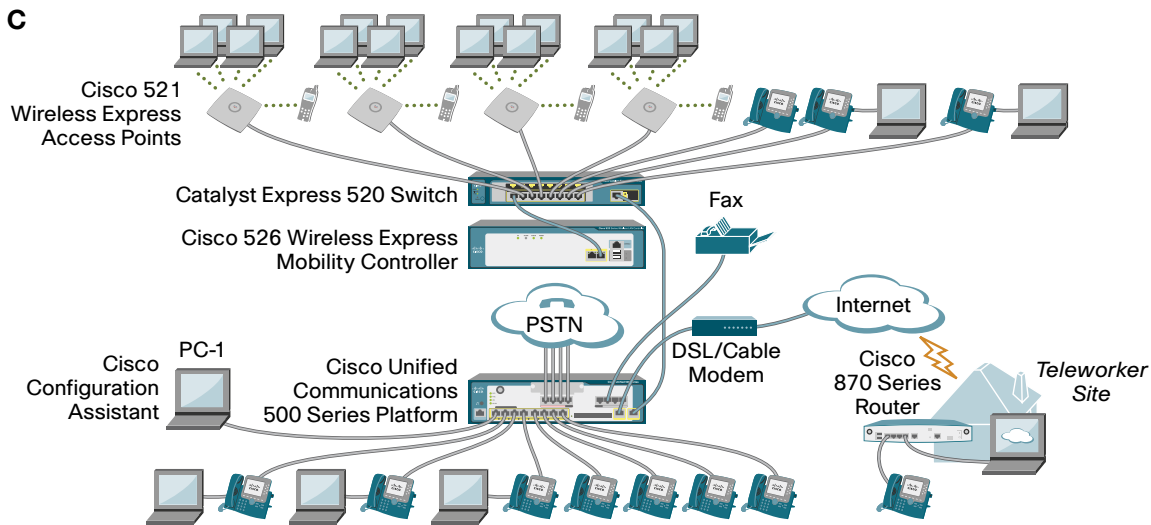 C
Cisco 521
Wireless Express
Access Points
Catalyst Express 520 Switch
Fax
Cisco 526 Wireless Express
Mobility Controller
PSTN
Internet
DSL/Cable
Modem
Cisco
Configuration
Assistant
PC-1
Cisco Unified
Communications
500 Series Platform
Cisco
870 Series
Router
Teleworker
Site